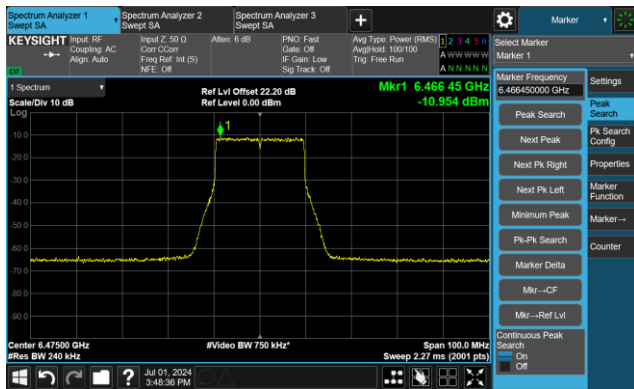 Spectrum Analyzer 1
Swept SA
Spectrum Analyzer 2
Swept SA
Spectrum Analyzer 3
Swept SA
Marker
KEYSIGHT
Input: RF
Coupling: AC
Align: Auto
Input Z: 50 Ω
Corr CCorr
Freq Ref: Int (S)
NFE: Off
Atten: 6 dB
PNO: Fast
Gate: Off
IF Gain: Low
Sig Track: Off
Avg Type: Power (RMS)
Avg|Hold: 100/100
Trig: Free Run
1 2 3 4 5 6
A W W W W W
A N N N N N
Select Marker
Marker 1
1 Spectrum
Scale/Div 10 dB
Log
Ref Lvl Offset 22.20 dB
Ref Level 0.00 dBm
Mkr1 6.466 45 GHz
-10.954 dBm
1
-10.0
-20.0
-30.0
-40.0
-50.0
-60.0
-70.0
-80.0
-90.0
Center 6.47500 GHz
#Res BW 240 kHz
#Video BW 750 kHz*
Span 100.0 MHz
Sweep 2.27 ms (2001 pts)
Marker Frequency
6.466450000 GHz
Peak Search
Next Peak
Next Pk Right
Next Pk Left
Minimum Peak
Pk-Pk Search
Marker Delta
Mkr→CF
Mkr→Ref Lvl
Continuous Peak
Search
On
Off
Settings
Peak
Search
Pk Search
Config
Properties
Marker
Function
Marker→
Counter
?
Jul 01, 2024
3:48:36 PM